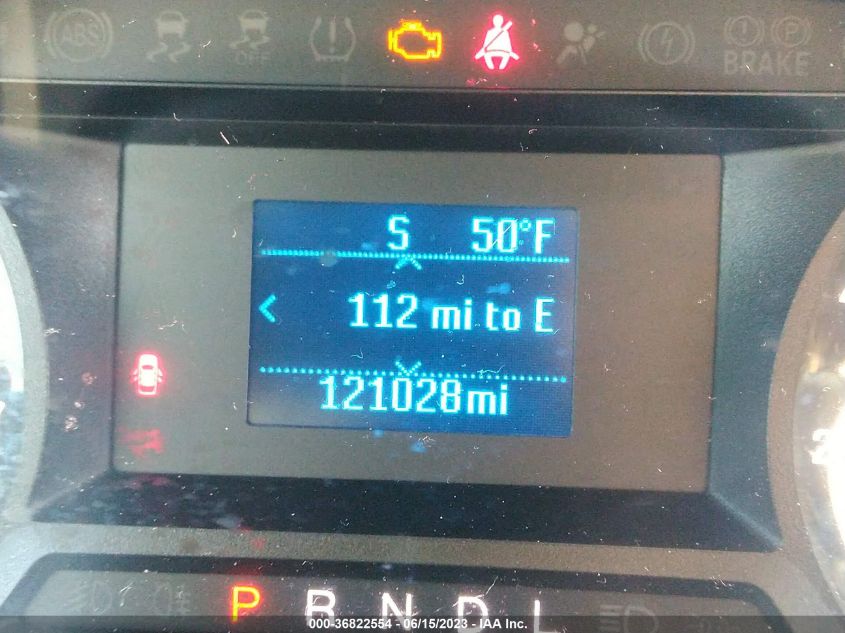 ABS OFF BRAKE
S 50°F
112 mi to E
121028mi
P R N D L
000-36822554 - 06/15/2023 - IAA Inc.